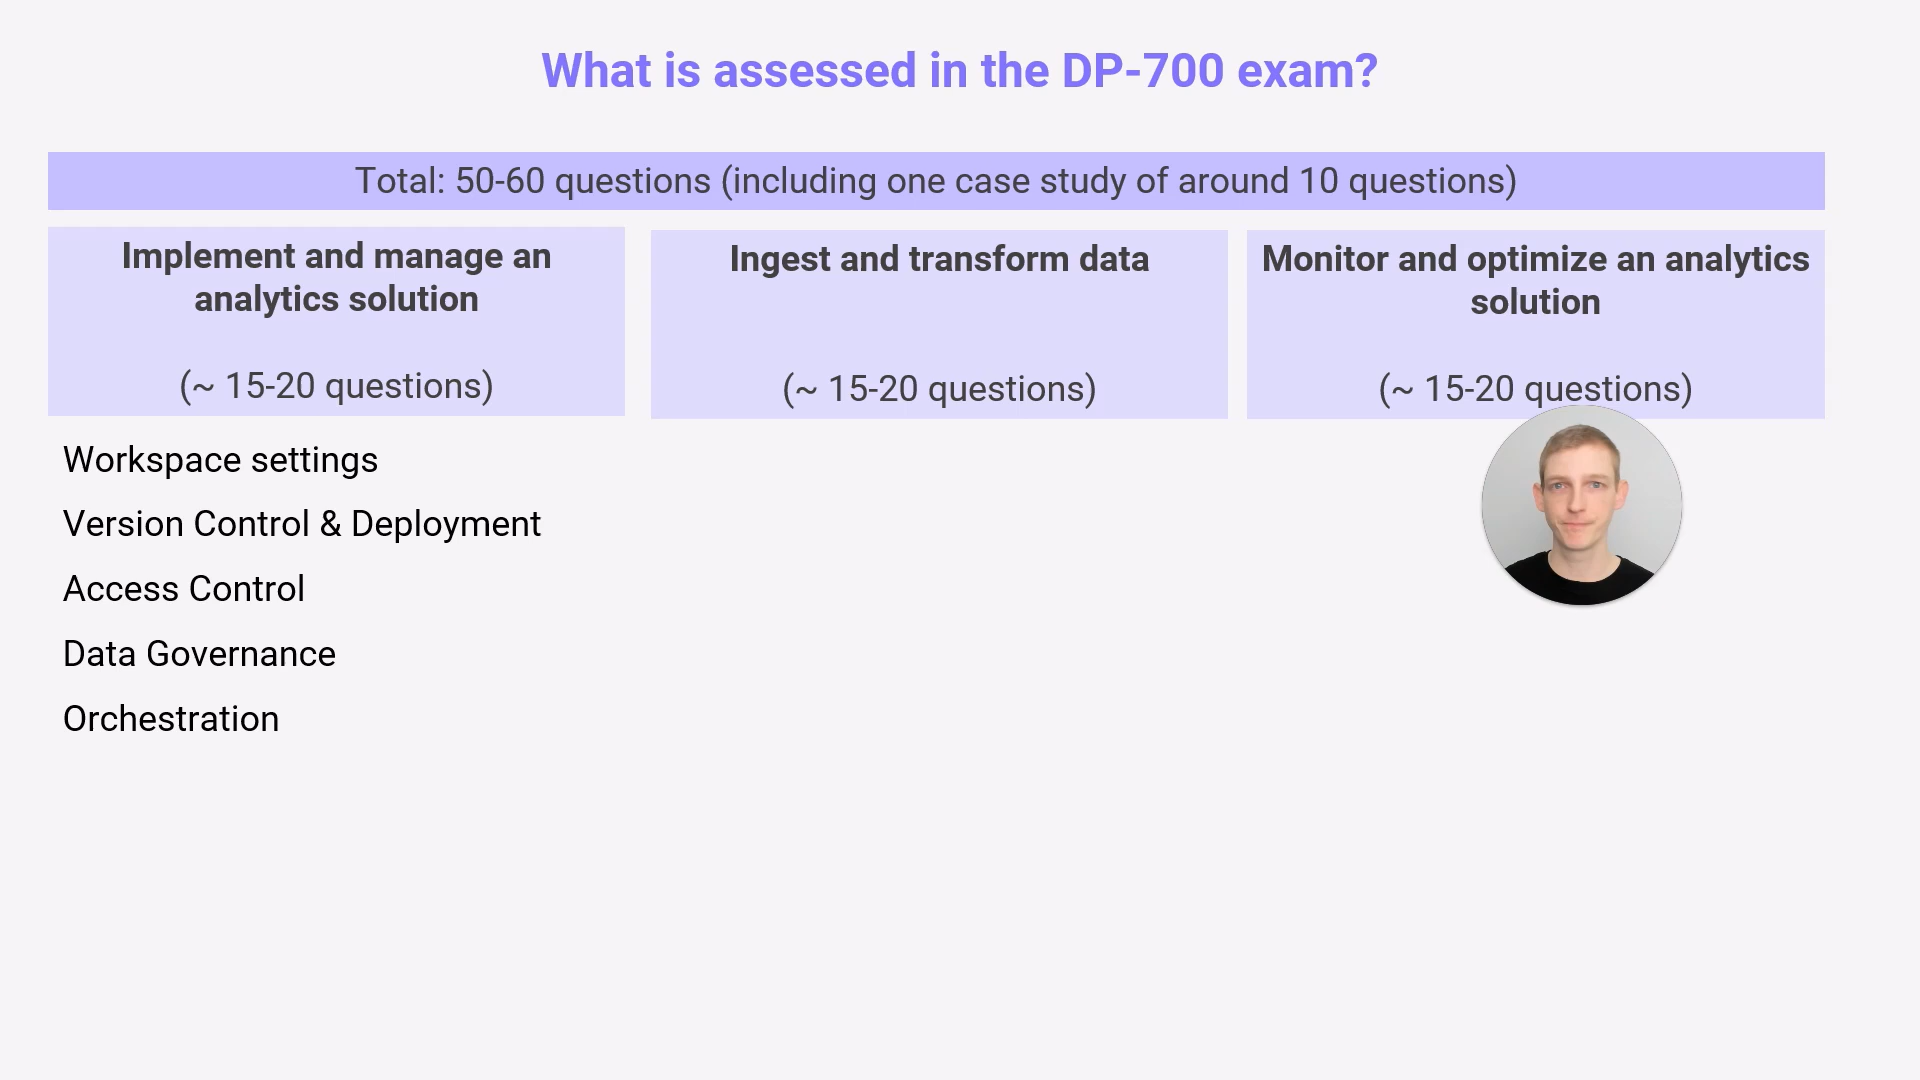 What is assessed in the DP-700 exam?
Total: 50-60 questions (including one case study of around 10 questions)
Implement and manage an
analytics solution
(~ 15-20 questions)
Ingest and transform data
(~ 15-20 questions)
Monitor and optimize an analytics
solution
(~ 15-20 questions)
Workspace settings
Version Control & Deployment
Access Control
Data Governance
Orchestration